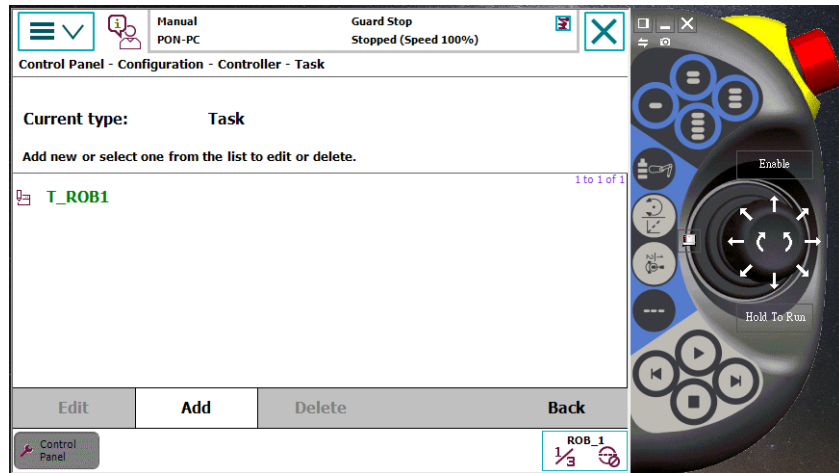 Manual
PON-PC
Guard Stop
Stopped (Speed 100%)
Control Panel - Configuration - Controller - Task
Current type: Task
Add new or select one from the list to edit or delete.
1 to 1 of 1
T_ROB1
Edit Add Delete Back
Control
Panel
ROB_1
1/3
Enable
Hold To Run